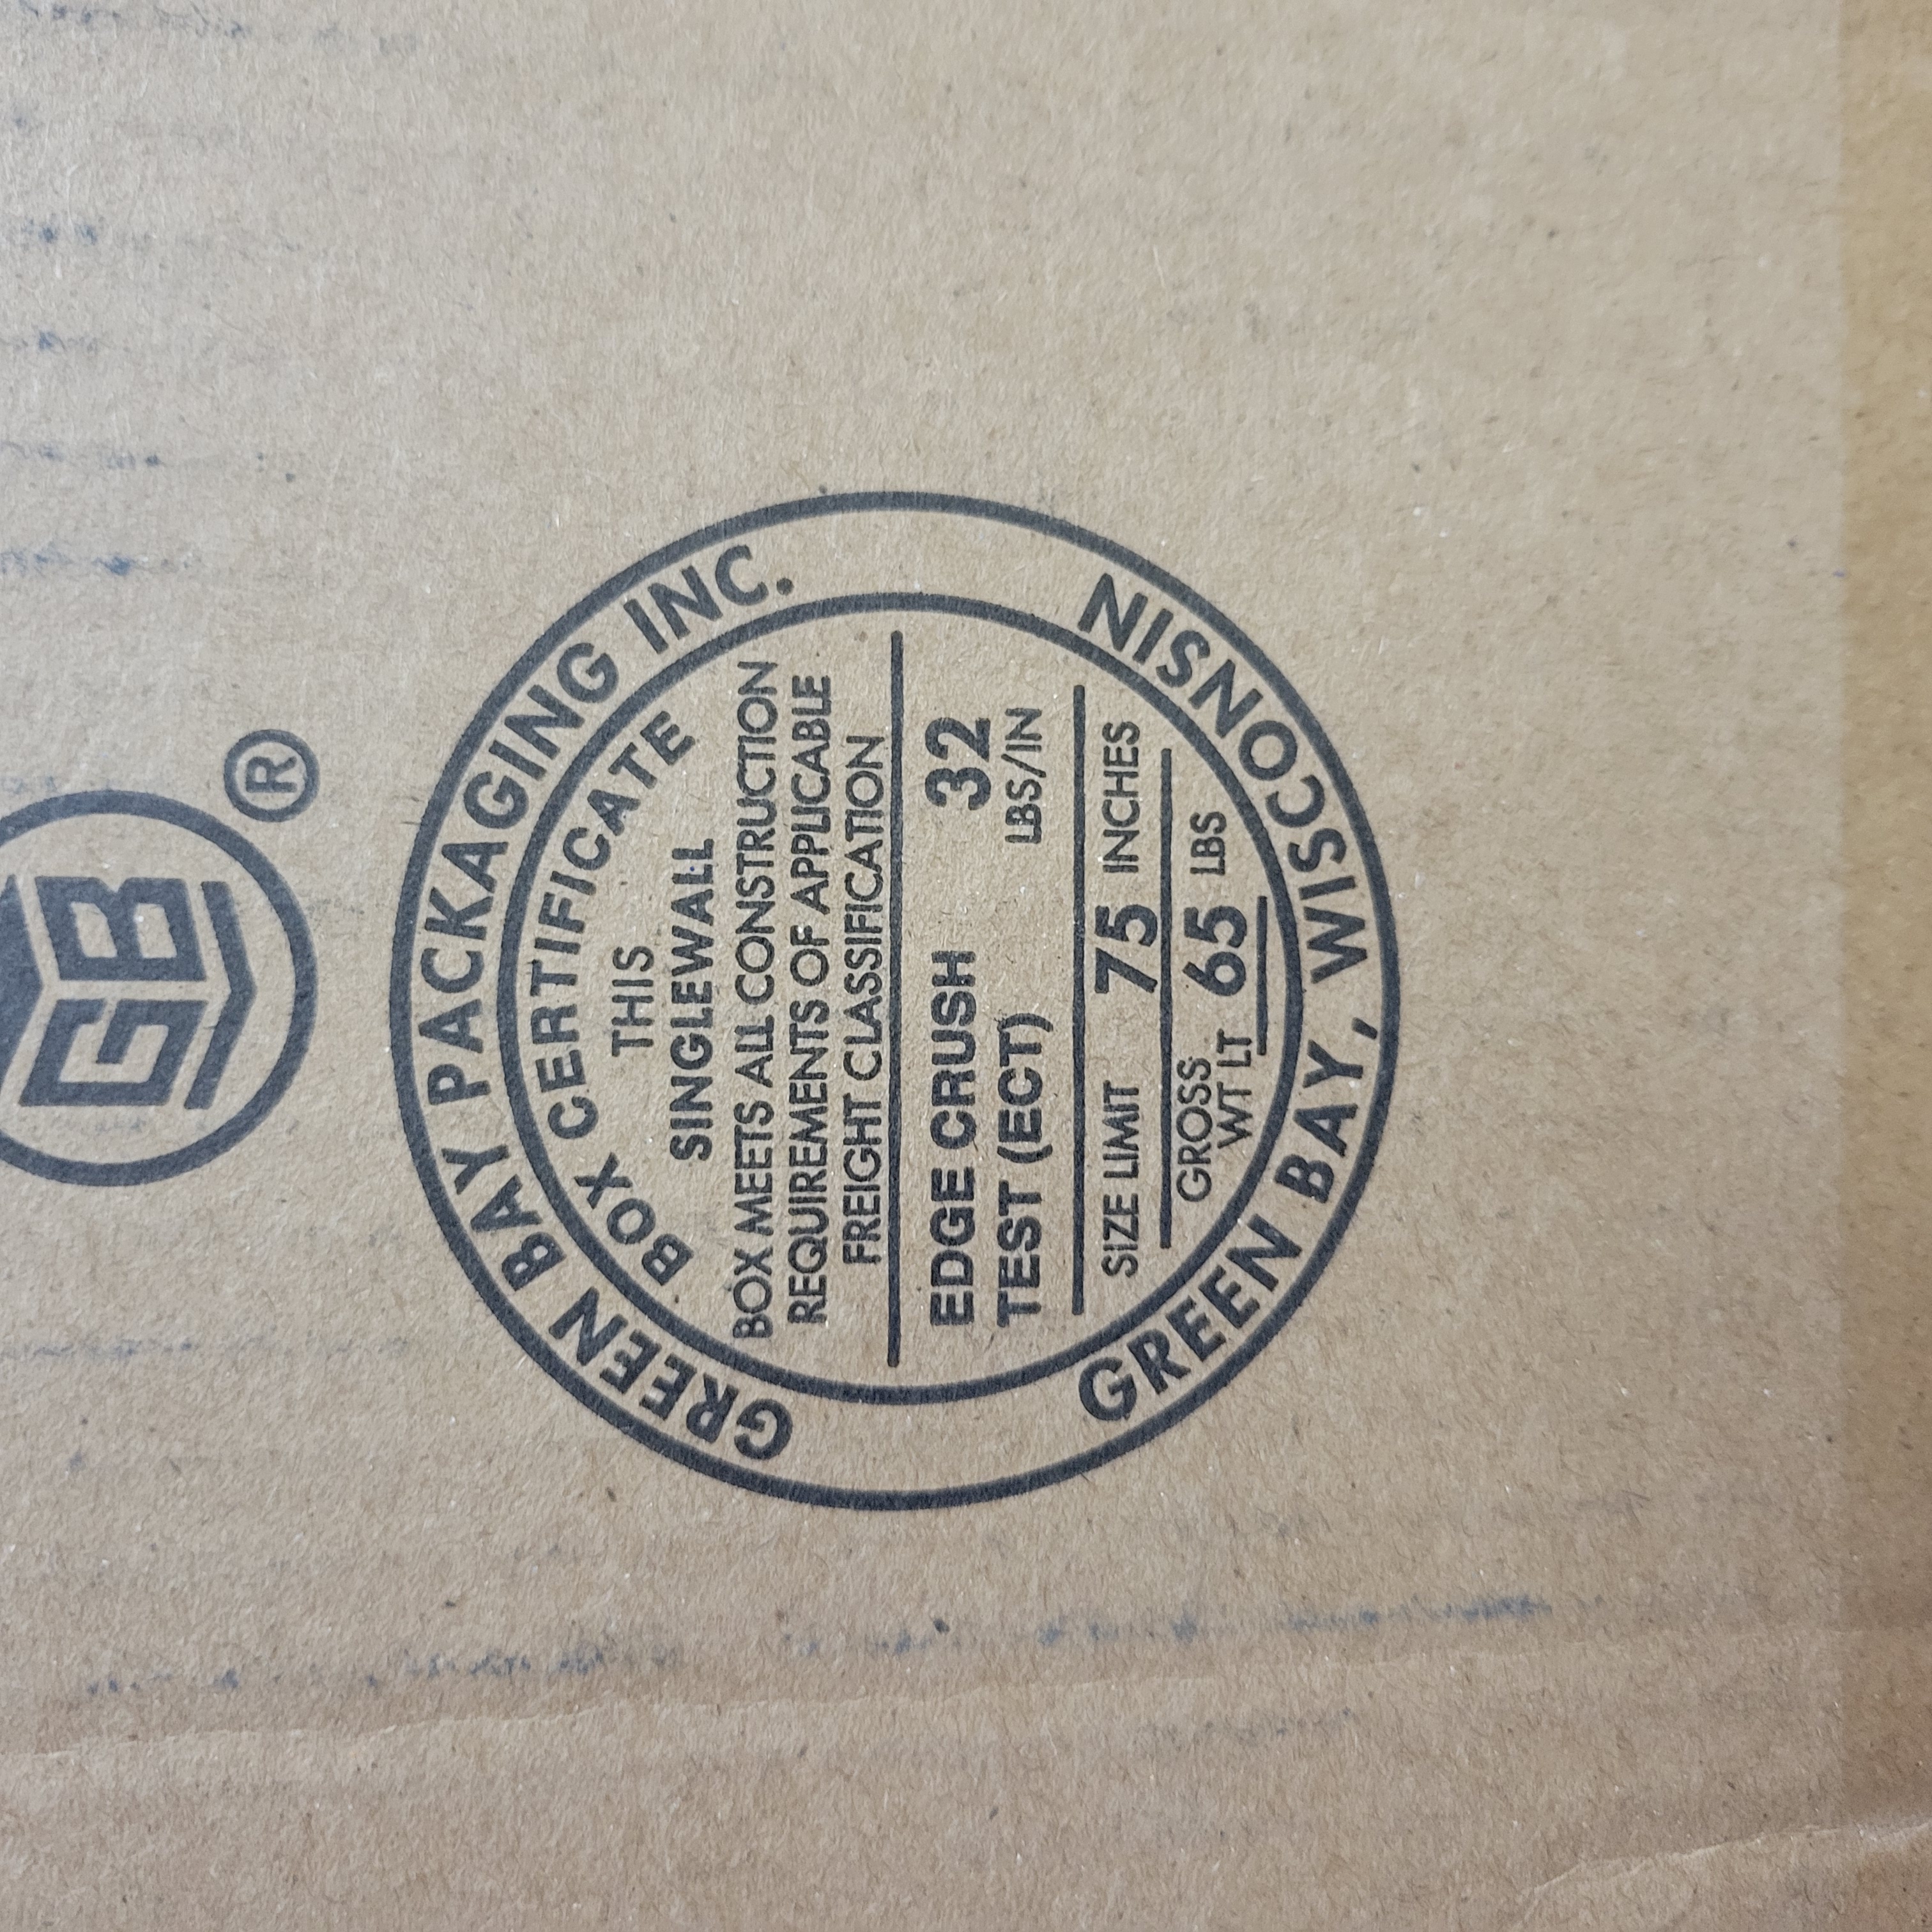 GB
®
GREEN BAY PACKAGING INC.
BOX CERTIFICATE
THIS
SINGLEWALL
BOX MEETS ALL CONSTRUCTION
REQUIREMENTS OF APPLICABLE
FREIGHT CLASSIFICATION
EDGE CRUSH 32
TEST (ECT) LBS/IN
SIZE LIMIT 75 INCHES
GROSS
WT LT 65 LBS
GREEN BAY, WISCONSIN